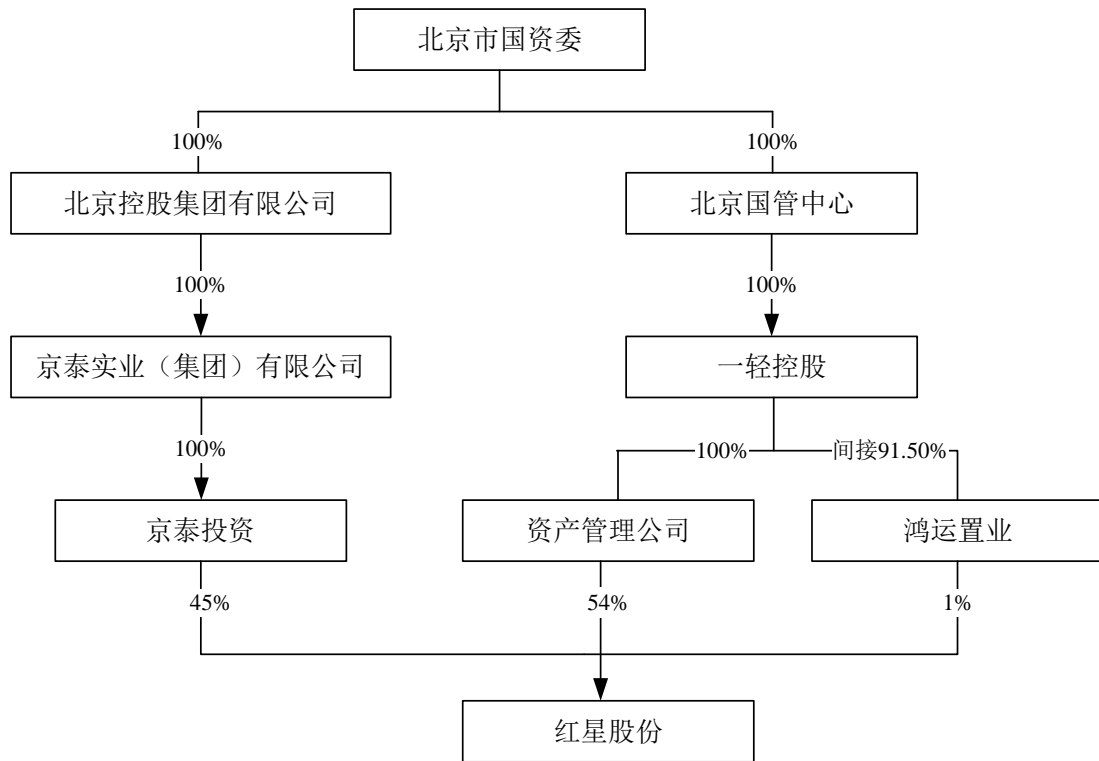 北京市国资委
100%
100%
北京控股集团有限公司
北京国管中心
100%
100%
京泰实业（集团）有限公司
一轻控股
100%
100%
间接91.50%
京泰投资
资产管理公司
鸿运置业
45%
54%
1%
红星股份